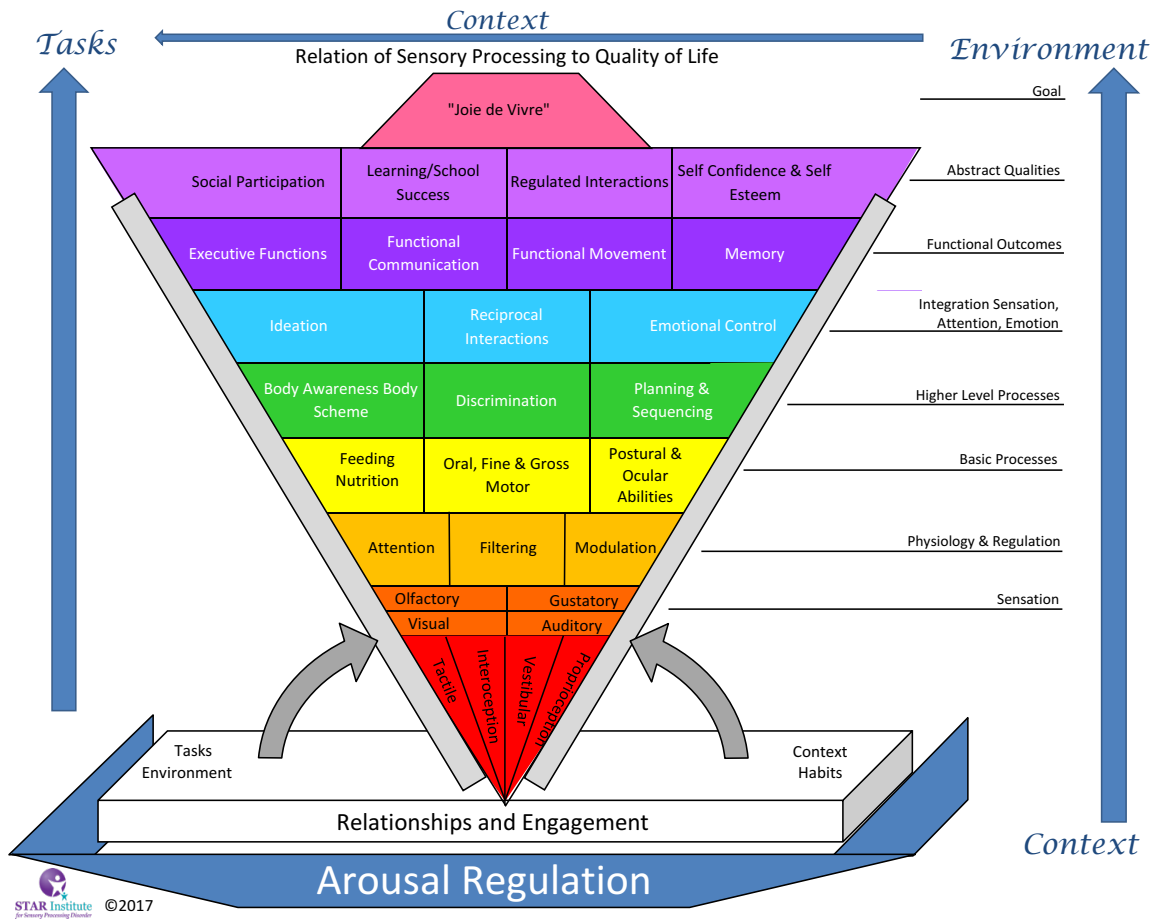 Context
Tasks
Environment
Relation of Sensory Processing to Quality of Life
Goal
"Joie de Vivre"
Social Participation
Learning/School
Success
Regulated Interactions
Self Confidence & Self
Esteem
Abstract Qualities
Executive Functions
Functional
Communication
Functional Movement
Memory
Functional Outcomes
Ideation
Reciprocal
Interactions
Emotional Control
Integration Sensation,
Attention, Emotion
Body Awareness Body
Scheme
Discrimination
Planning &
Sequencing
Higher Level Processes
Feeding
Nutrition
Oral, Fine & Gross
Motor
Postural &
Ocular
Abilities
Basic Processes
Attention
Filtering
Modulation
Physiology & Regulation
Olfactory
Gustatory
Visual
Auditory
Sensation
Tactile
Interoception
Vestibular
Proprioception
Tasks
Environment
Context
Habits
Relationships and Engagement
Context
Arousal Regulation
STAR Institute
for Sensory Processing Disorder
©2017